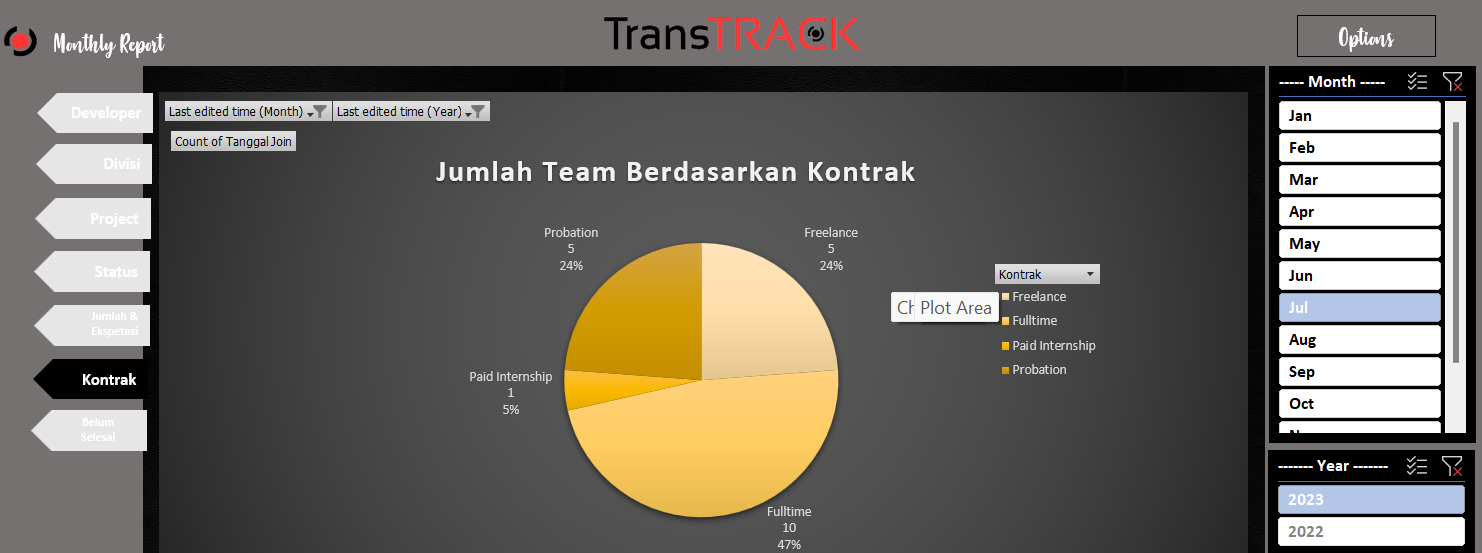 Monthly Report
TransTRACK
Options
Developer
Divisi
Project
Status
Jumlah &
Ekspetasi
Kontrak
Belum
Selesai
Last edited time (Month)
Last edited time (Year)
Count of Tanggal Join
Jumlah Team Berdasarkan Kontrak
Probation
5
24%
Freelance
5
24%
Paid Internship
1
5%
Fulltime
10
47%
Kontrak
Plot Area
Freelance
Fulltime
Paid Internship
Probation
----- Month -----
Jan
Feb
Mar
Apr
May
Jun
Jul
Aug
Sep
Oct
------- Year -------
2023
2022